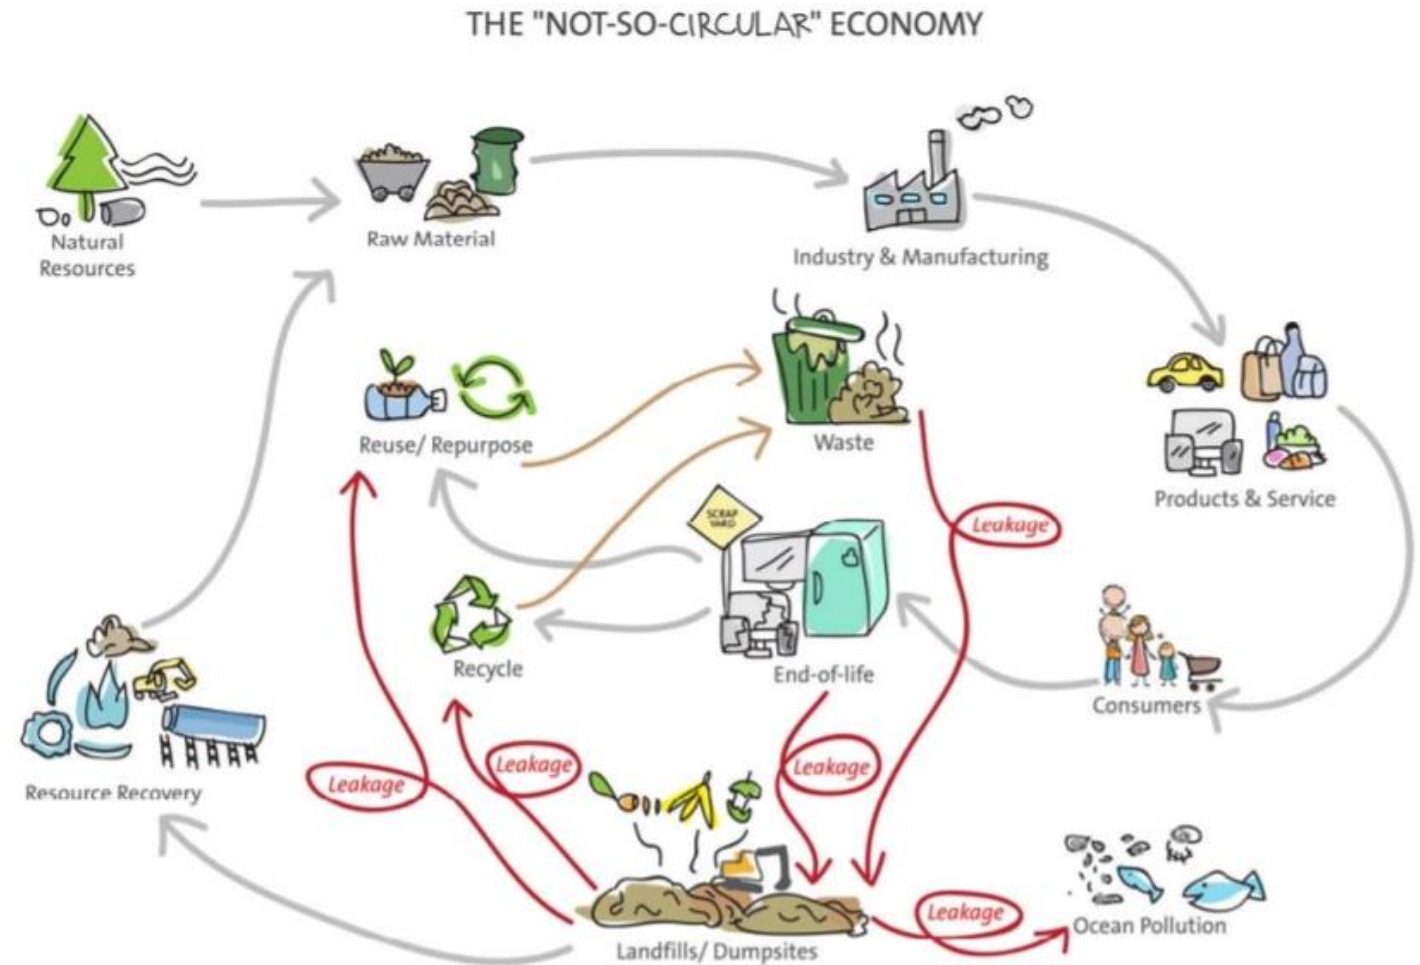 THE "NOT-SO-CIRCULAR" ECONOMY
Natural
Resources
Raw Material
Industry & Manufacturing
Reuse/ Repurpose
Waste
Products & Service
SCRAP
YARD
Leakage
Recycle
End-of-life
Consumers
Resource Recovery
Leakage
Leakage
Leakage
Leakage
Ocean Pollution
Landfills/ Dumpsites